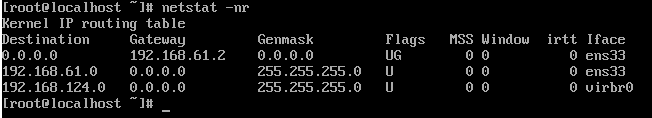 [root@localhost ~]# netstat -nr
Kernel IP routing table
Destination     Gateway         Genmask         Flags   MSS Window  irtt Iface
0.0.0.0         192.168.61.2    0.0.0.0         UG        0 0          0 ens33
192.168.61.0    0.0.0.0         255.255.255.0   U         0 0          0 ens33
192.168.124.0   0.0.0.0         255.255.255.0   U         0 0          0 virbr0
[root@localhost ~]# _